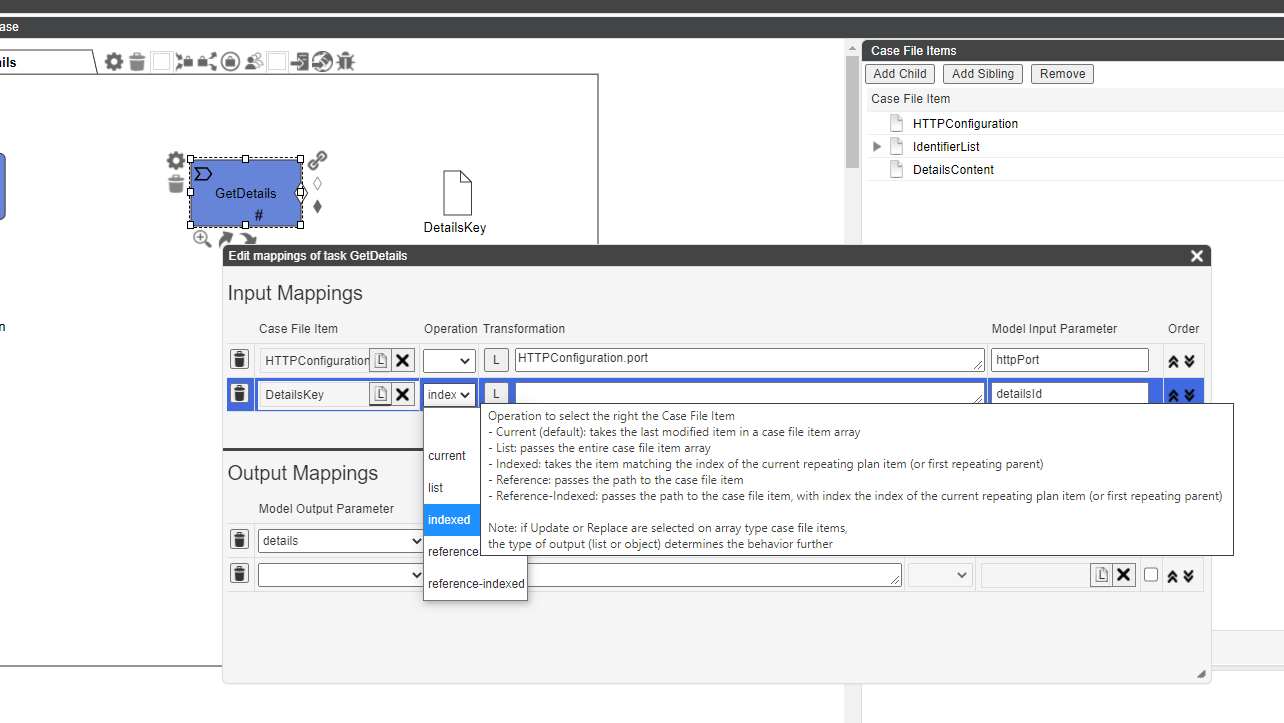 ase
ils
Case File Items
Add Child
Add Sibling
Remove
Case File Item
HTTPConfiguration
IdentifierList
DetailsContent
GetDetails
#
DetailsKey
n
Edit mappings of task GetDetails
Input Mappings
Case File Item
Operation
Transformation
Model Input Parameter
Order
HTTPConfiguration
L
HTTPConfiguration.port
httpPort
DetailsKey
index
L
detailsId
Operation to select the right the Case File Item
- Current (default): takes the last modified item in a case file item array
- List: passes the entire case file item array
- Indexed: takes the item matching the index of the current repeating plan item (or first repeating parent)
- Reference: passes the path to the case file item
- Reference-Indexed: passes the path to the case file item, with index the index of the current repeating plan item (or first repeating parent)
Note: if Update or Replace are selected on array type case file items,
the type of output (list or object) determines the behavior further
current
list
indexed
reference
reference-indexed
Output Mappings
Model Output Parameter
details